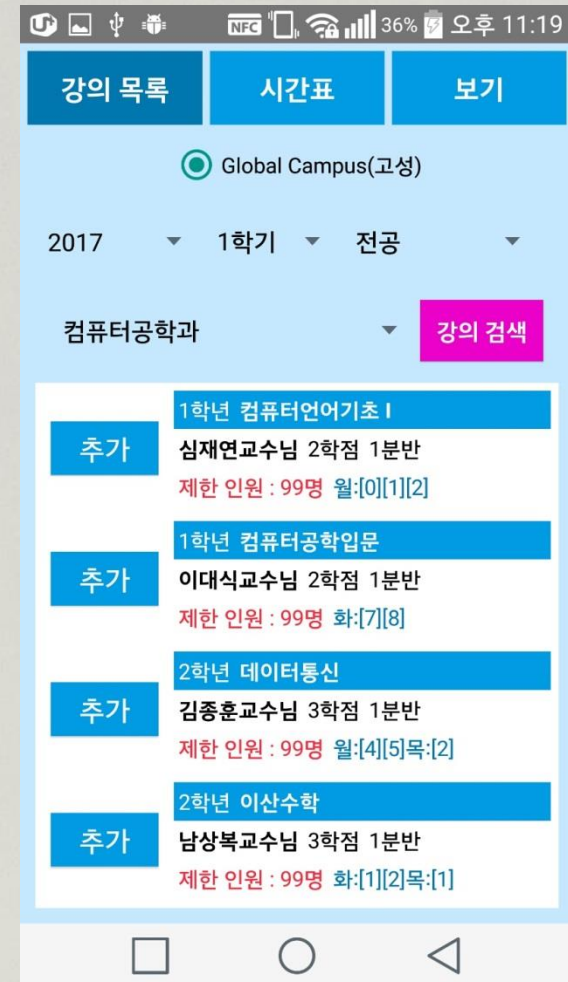 NFC 36% 오후 11:19
강의 목록 시간표 보기
Global Campus(고성)
2017 1학기 전공
컴퓨터공학과 강의 검색
1학년 컴퓨터언어기초 I
추가 심재연교수님 2학점 1분반
제한 인원 : 99명 월:[0][1][2]
1학년 컴퓨터공학입문
추가 이대식교수님 2학점 1분반
제한 인원 : 99명 화:[7][8]
2학년 데이터통신
추가 김종훈교수님 3학점 1분반
제한 인원 : 99명 월:[4][5]목:[2]
2학년 이산수학
추가 남상복교수님 3학점 1분반
제한 인원 : 99명 화:[1][2]목:[1]